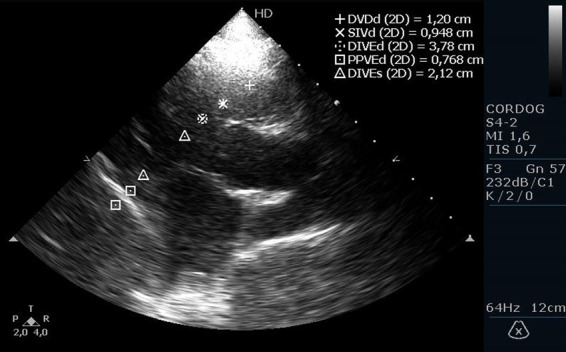 HD
DVDd (2D) = 1,20 cm
SIVd (2D) = 0,948 cm
DIVEd (2D) = 3,78 cm
PPVEd (2D) = 0,768 cm
DIVEs (2D) = 2,12 cm
CORDOG
S4-2
MI 1,6
TIS 0,7
F3 Gn 57
232dB/C1
K/2/0
64Hz 12cm
X
T
P R
2,0 4,0